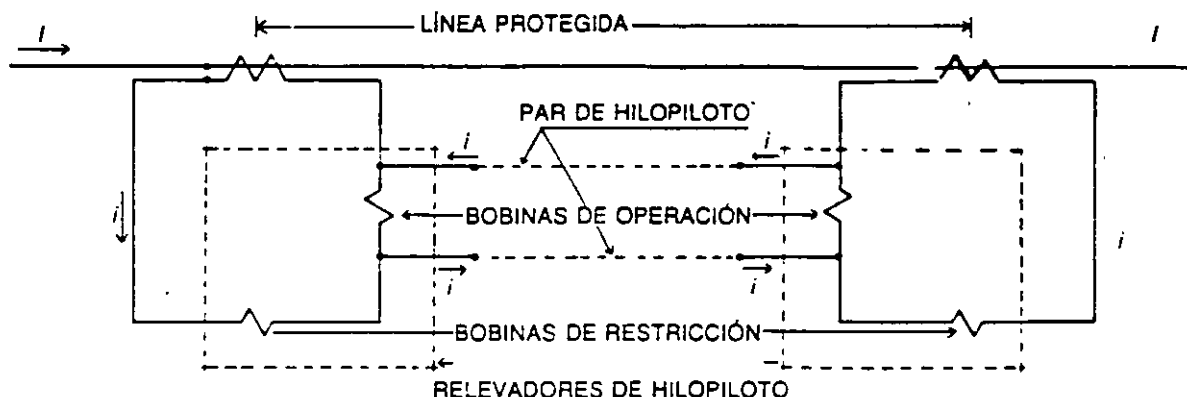 I
LÍNEA PROTEGIDA
I
PAR DE HILOPILOTO
i
i
i
BOBINAS DE OPERACIÓN
i
i
i
BOBINAS DE RESTRICCIÓN
RELEVADORES DE HILOPILOTO